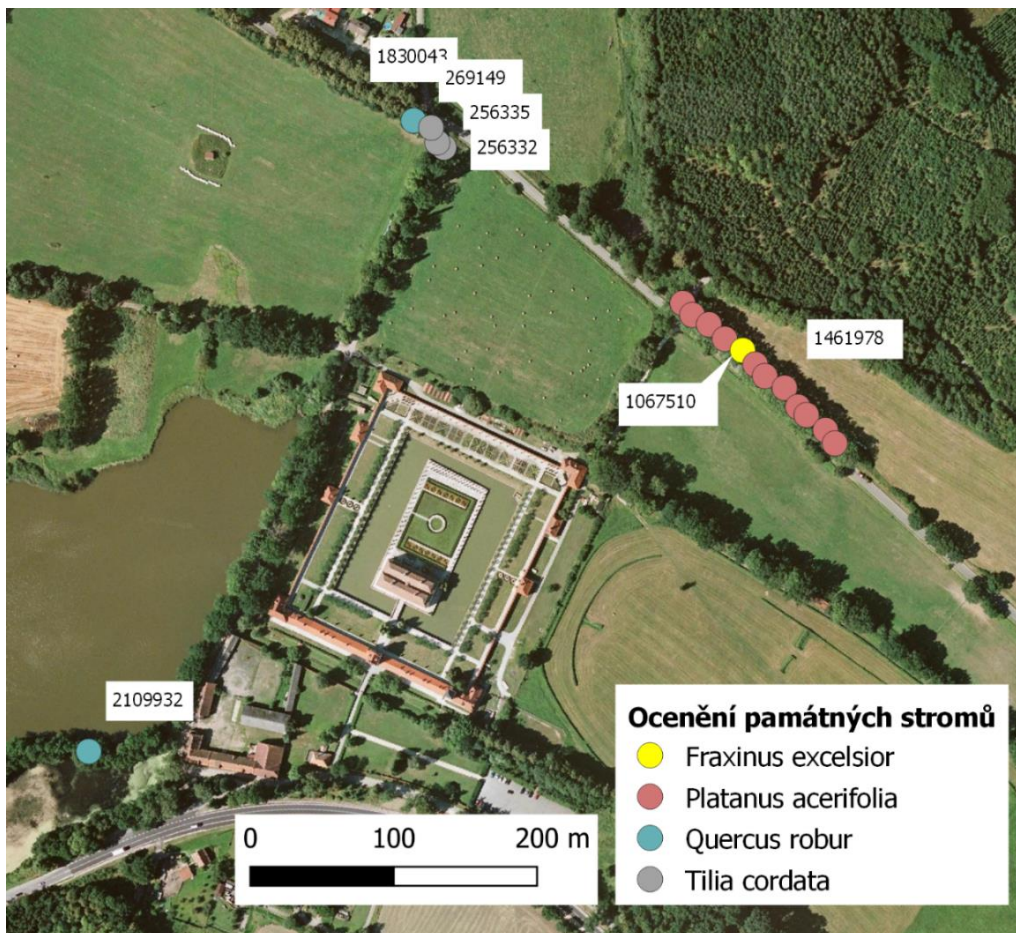 1830043
269149
256335
256332
1461978
1067510
2109932
Ocenění památných stromů
Fraxinus excelsior
Platanus acerifolia
Quercus robur
Tilia cordata
0 100 200 m